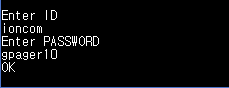 Enter ID
ioncom
Enter PASSWORD
gpager10
OK